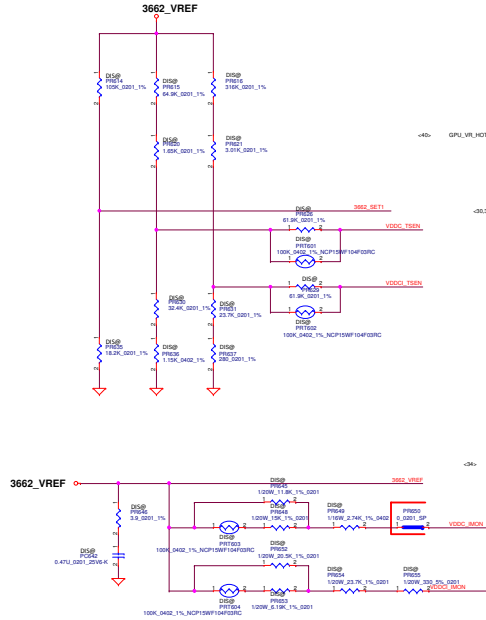 3662_VREF
DIS@
PR614
105K_0201_1%
DIS@
PR615
64.9K_0201_1%
DIS@
PR616
316K_0201_1%
DIS@
PR620
1.65K_0201_1%
DIS@
PR621
3.01K_0201_1%
<40>
GPU_VR_HOT
3662_SET1
<30,3
DIS@
PR626
61.9K_0201_1%
VDDC_TSEN
PRT601
100K_0402_1%_NCP15WF104F03RC
DIS@
PR629
61.9K_0201_1%
VDDCI_TSEN
DIS@
PRT602
100K_0402_1%_NCP15WF104F03RC
DIS@
PR630
32.4K_0201_1%
DIS@
PR631
23.7K_0201_1%
DIS@
PR635
18.2K_0201_1%
DIS@
PR636
1.15K_0402_1%
DIS@
PR637
280_0201_1%
<34>
3662_VREF
3662_VREF
DIS@
PR645
1/20W_11.8K_1%_0201
DIS@
PR646
3.9_0201_1%
DIS@
PR648
1/20W_15K_1%_0201
DIS@
PR649
1/16W_2.74K_1%_0402
PR650
0_0201_SP
VDDC_IMON
DIS@
PRT603
100K_0402_1%_NCP15WF104F03RC
DIS@
PC642
0.47U_0201_25V6-K
DIS@
PR652
1/20W_20.5K_1%_0201
DIS@
PR653
1/20W_6.19K_1%_0201
DIS@
PR654
1/20W_23.7K_1%_0201
DIS@
PR655
1/20W_330_5%_0201
VDDCI_IMON
DIS@
PRT604
100K_0402_1%_NCP15WF104F03RC